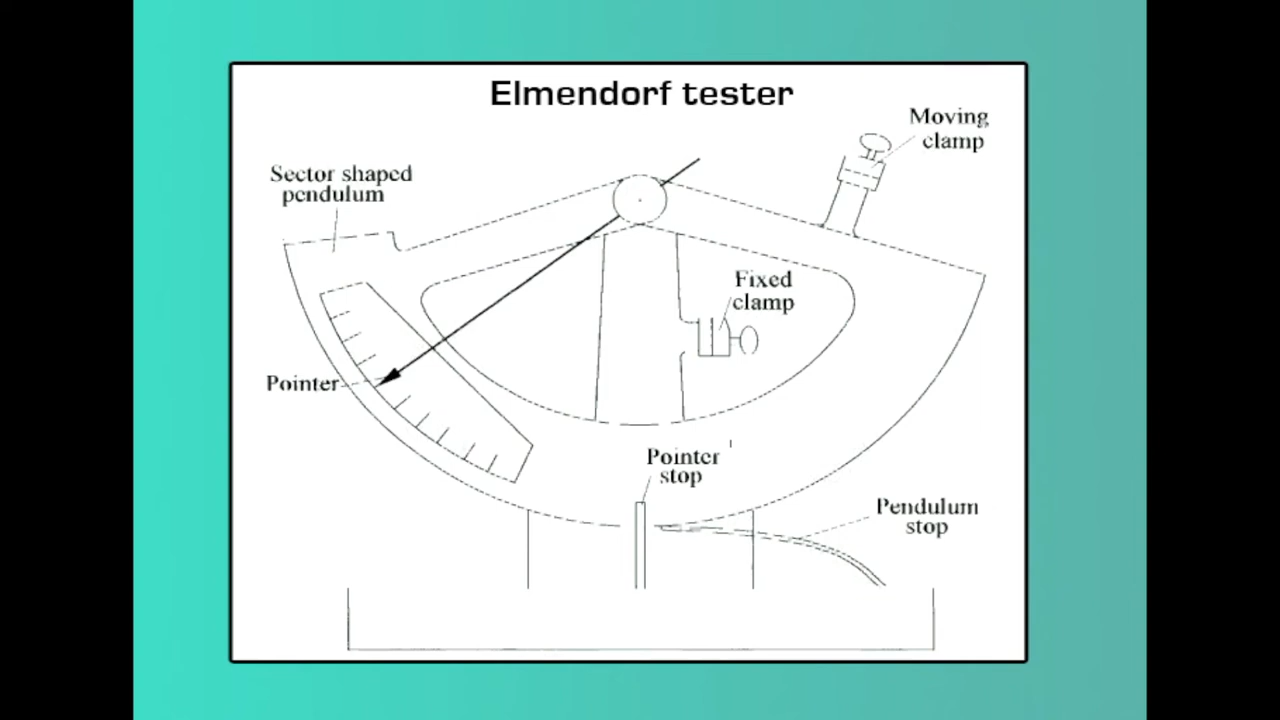 Elmendorf tester
Moving
clamp
Sector shaped
pendulum
Fixed
clamp
Pointer
Pointer
stop
Pendulum
stop